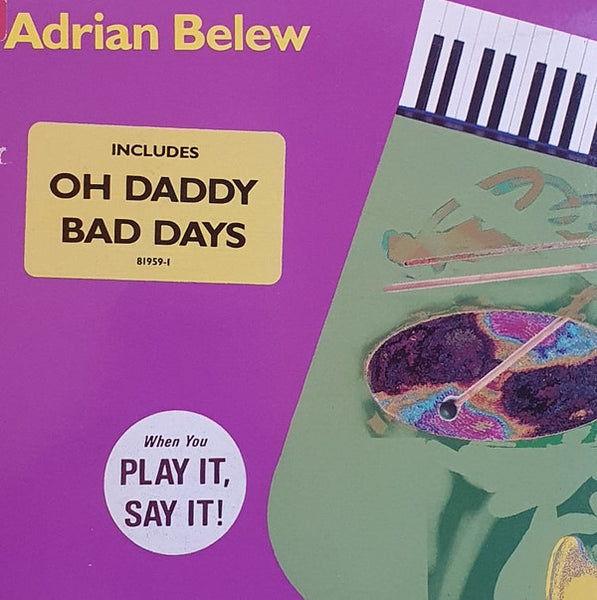 Adrian Belew
INCLUDES
OH DADDY
BAD DAYS
81959-1
When You
PLAY IT,
SAY IT!